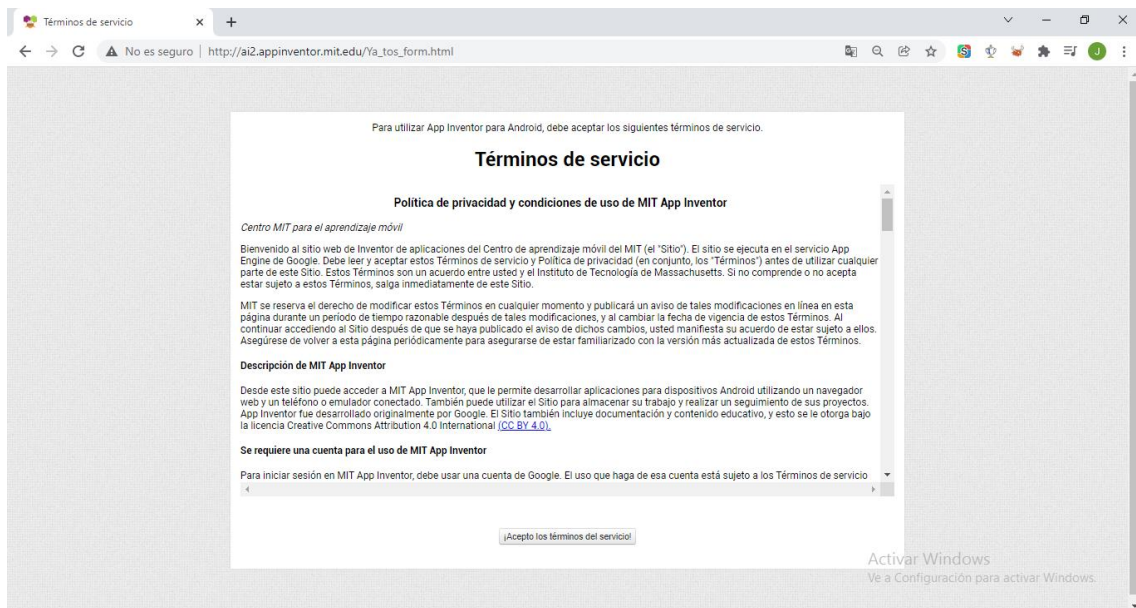 Términos de servicio
No es seguro | http://ai2.appinventor.mit.edu/Ya_tos_form.html
Para utilizar App Inventor para Android, debe aceptar los siguientes términos de servicio.
Términos de servicio
Política de privacidad y condiciones de uso de MIT App Inventor
Centro MIT para el aprendizaje móvil
Bienvenido al sitio web de Inventor de aplicaciones del Centro de aprendizaje móvil del MIT (el "Sitio"). El sitio se ejecuta en el servicio App
Engine de Google. Debe leer y aceptar estos Términos de servicio y Política de privacidad (en conjunto, los "Términos") antes de utilizar cualquier
parte de este Sitio. Estos Términos son un acuerdo entre usted y el Instituto de Tecnología de Massachusetts. Si no comprende o no acepta
estar sujeto a estos Términos, salga inmediatamente de este Sitio.
MIT se reserva el derecho de modificar estos Términos en cualquier momento y publicará un aviso de tales modificaciones en línea en esta
página durante un período de tiempo razonable después de tales modificaciones, y al cambiar la fecha de vigencia de estos Términos. Al
continuar accediendo al Sitio después de que se haya publicado el aviso de dichos cambios, usted manifiesta su acuerdo de estar sujeto a ellos.
Asegúrese de volver a esta página periódicamente para asegurarse de estar familiarizado con la versión más actualizada de estos Términos.
Descripción de MIT App Inventor
Desde este sitio puede acceder a MIT App Inventor, que le permite desarrollar aplicaciones para dispositivos Android utilizando un navegador
web y un teléfono o emulador conectado. También puede utilizar el Sitio para almacenar su trabajo y realizar un seguimiento de sus proyectos.
App Inventor fue desarrollado originalmente por Google. El Sitio también incluye documentación y contenido educativo, y esto se le otorga bajo
la licencia Creative Commons Attribution 4.0 International (CC BY 4.0).
Se requiere una cuenta para el uso de MIT App Inventor
Para iniciar sesión en MIT App Inventor, debe usar una cuenta de Google. El uso que haga de esa cuenta está sujeto a los Términos de servicio
¡Acepto los términos del servicio!
Activar Windows
Ve a Configuración para activar Windows.